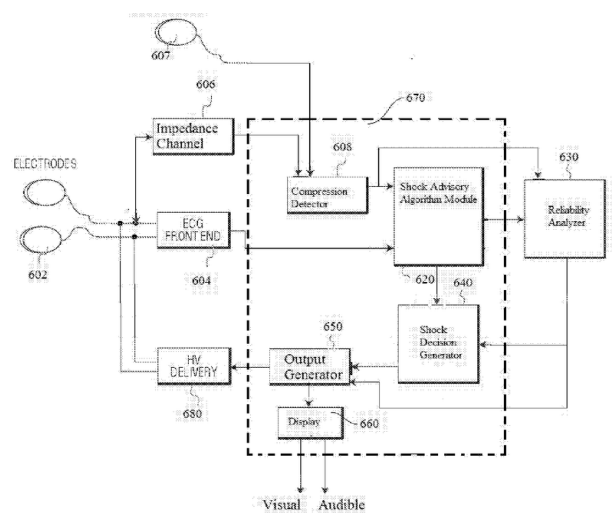 607
606
670
Impedance
Channel
608
630
ELECTRODES
Compression
Detector
Shock Advisory
Algorithm Module
Reliability
Analyzer
ECG
FRONT END
602
604
620
640
650
Shock
Decision
Generator
HV
DELIVERY
Output
Generator
680
Display
660
Visual
Audible